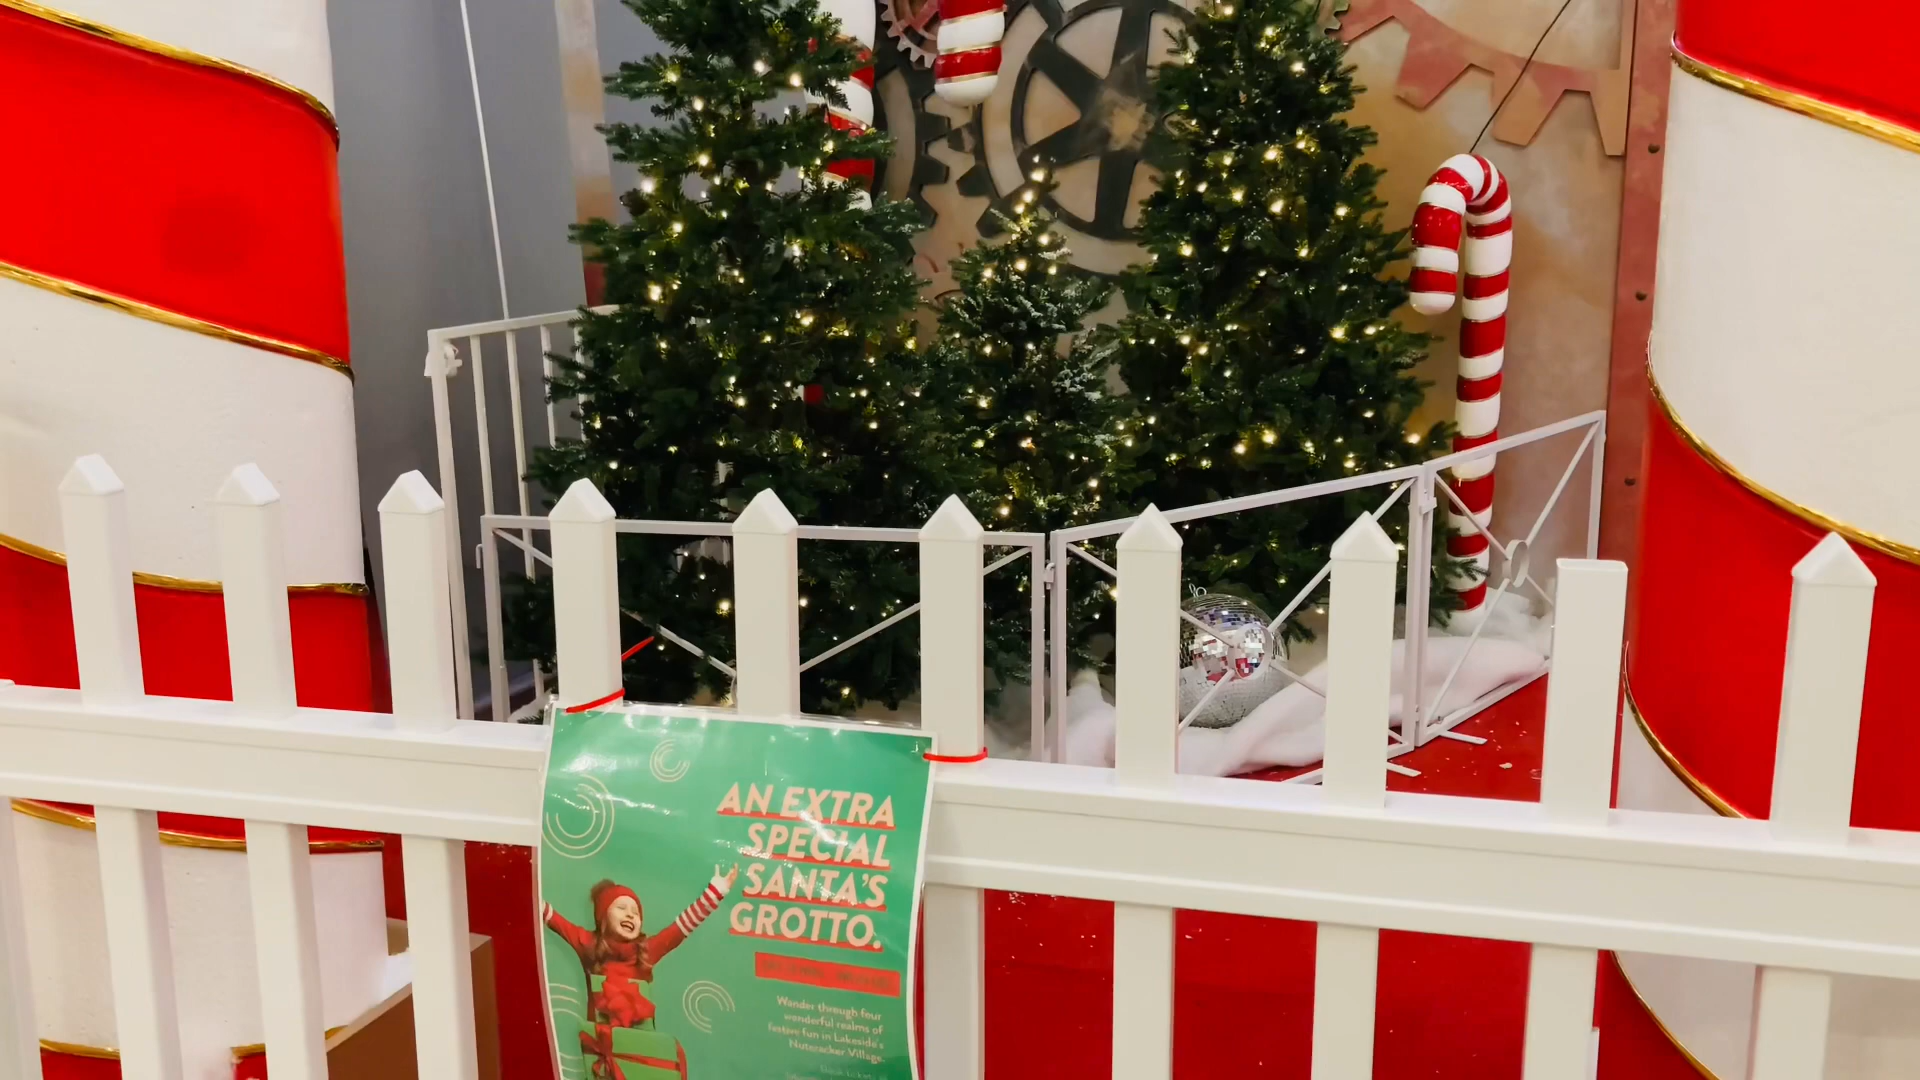 AN EXTRA
SPECIAL
SANTA'S
GROTTO.
Wander through four
wonderful realms of
festive fun in Lakeside's
Nutcracker Village.